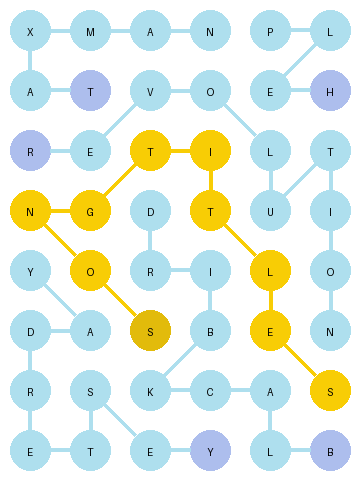 X M A N P L
A T V O E H
R E T I L T
N G D T U I
Y O R I L O
D A S B E N
R S K C A S
E T E Y L B